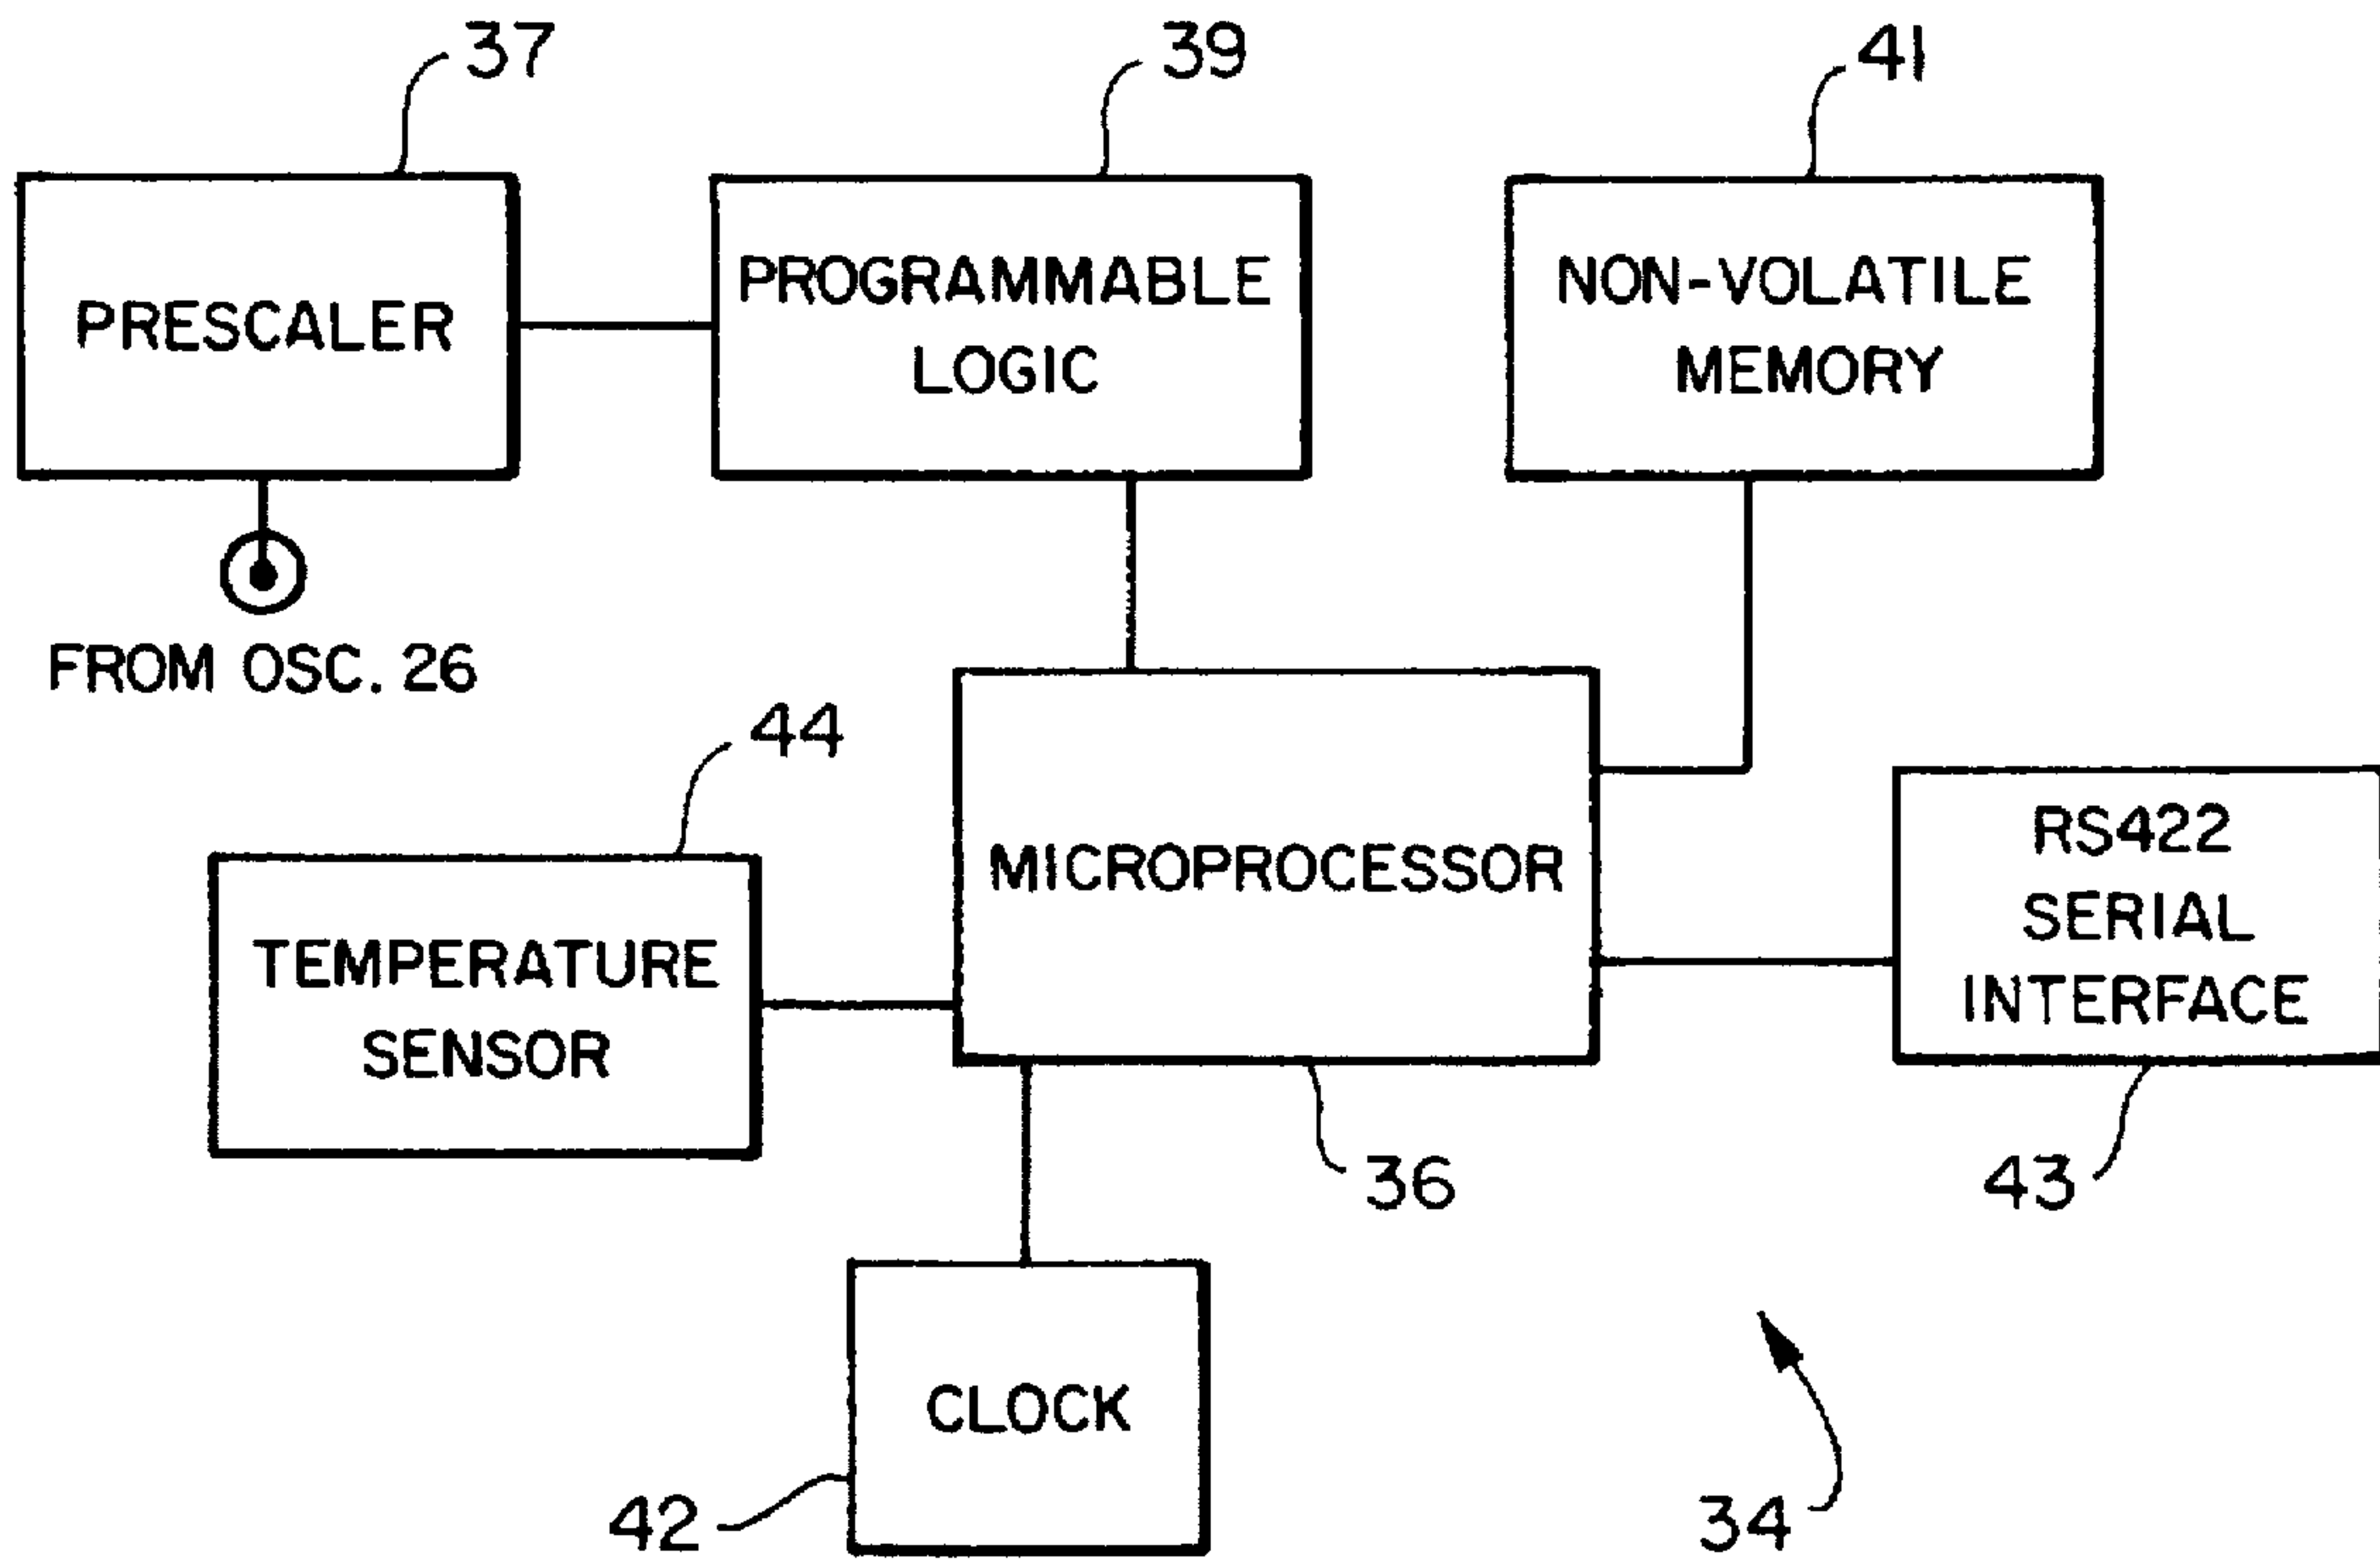 37
39
41
PRESCALER
PROGRAMMABLE
LOGIC
NON-VOLATILE
MEMORY
FROM OSC. 26
44
MICROPROCESSOR
RS422
SERIAL
INTERFACE
TEMPERATURE
SENSOR
36
43
CLOCK
42
34